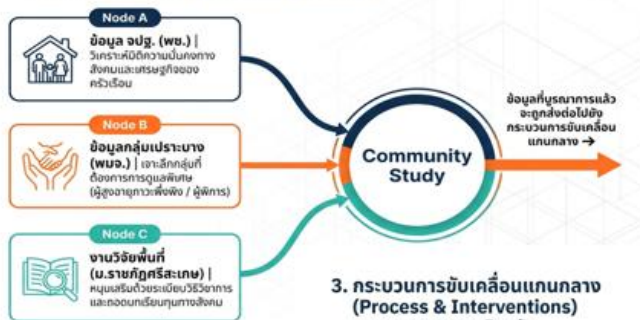 Node A
ข้อมูล จปฐ. (พช.) |
วิเคราะห์มิติความมั่นคงทาง
สังคมและเศรษฐกิจของ
ครัวเรือน
Node B
ข้อมูลกลุ่มเปราะบาง
(พมจ.) | เจาะลึกกลุ่มที่
ต้องการการดูแลพิเศษ
(ผู้สูงอายุภาวะพึ่งพิง / ผู้พิการ)
Node C
งานวิจัยพื้นที่
(ม.ราชภัฏศรีสะเกษ) |
หนุนเสริมด้วยระเบียบวิธีวิชาการ
และถอดบทเรียนทุนทางสังคม
Community
Study
ข้อมูลที่บูรณาการแล้ว
จะถูกส่งต่อไปยัง
กระบวนการขับเคลื่อน
แกนกลาง →
3. กระบวนการขับเคลื่อนแกนกลาง
(Process & Interventions)